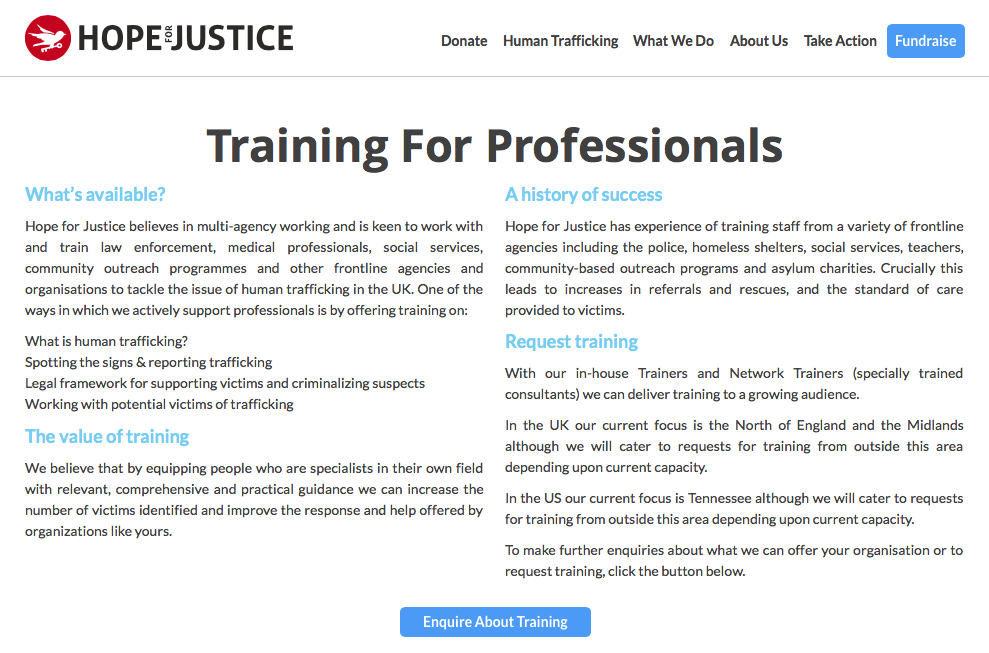 HOPE FOR JUSTICE
Donate Human Trafficking What We Do About Us Take Action Fundraise
Training For Professionals
What's available?
Hope for Justice believes in multi-agency working and is keen to work with
and train law enforcement, medical professionals, social services,
community outreach programmes and other frontline agencies and
organisations to tackle the issue of human trafficking in the UK. One of the
ways in which we actively support professionals is by offering training on:
What is human trafficking?
Spotting the signs & reporting trafficking
Legal framework for supporting victims and criminalizing suspects
Working with potential victims of trafficking
The value of training
We believe that by equipping people who are specialists in their own field
with relevant, comprehensive and practical guidance we can increase the
number of victims identified and improve the response and help offered by
organizations like yours.
A history of success
Hope for Justice has experience of training staff from a variety of frontline
agencies including the police, homeless shelters, social services, teachers,
community-based outreach programs and asylum charities. Crucially this
leads to increases in referrals and rescues, and the standard of care
provided to victims.
Request training
With our in-house Trainers and Network Trainers (specially trained
consultants) we can deliver training to a growing audience.
In the UK our current focus is the North of England and the Midlands
although we will cater to requests for training from outside this area
depending upon current capacity.
In the US our current focus is Tennessee although we will cater to requests
for training from outside this area depending upon current capacity.
To make further enquiries about what we can offer your organisation or to
request training, click the button below.
Enquire About Training